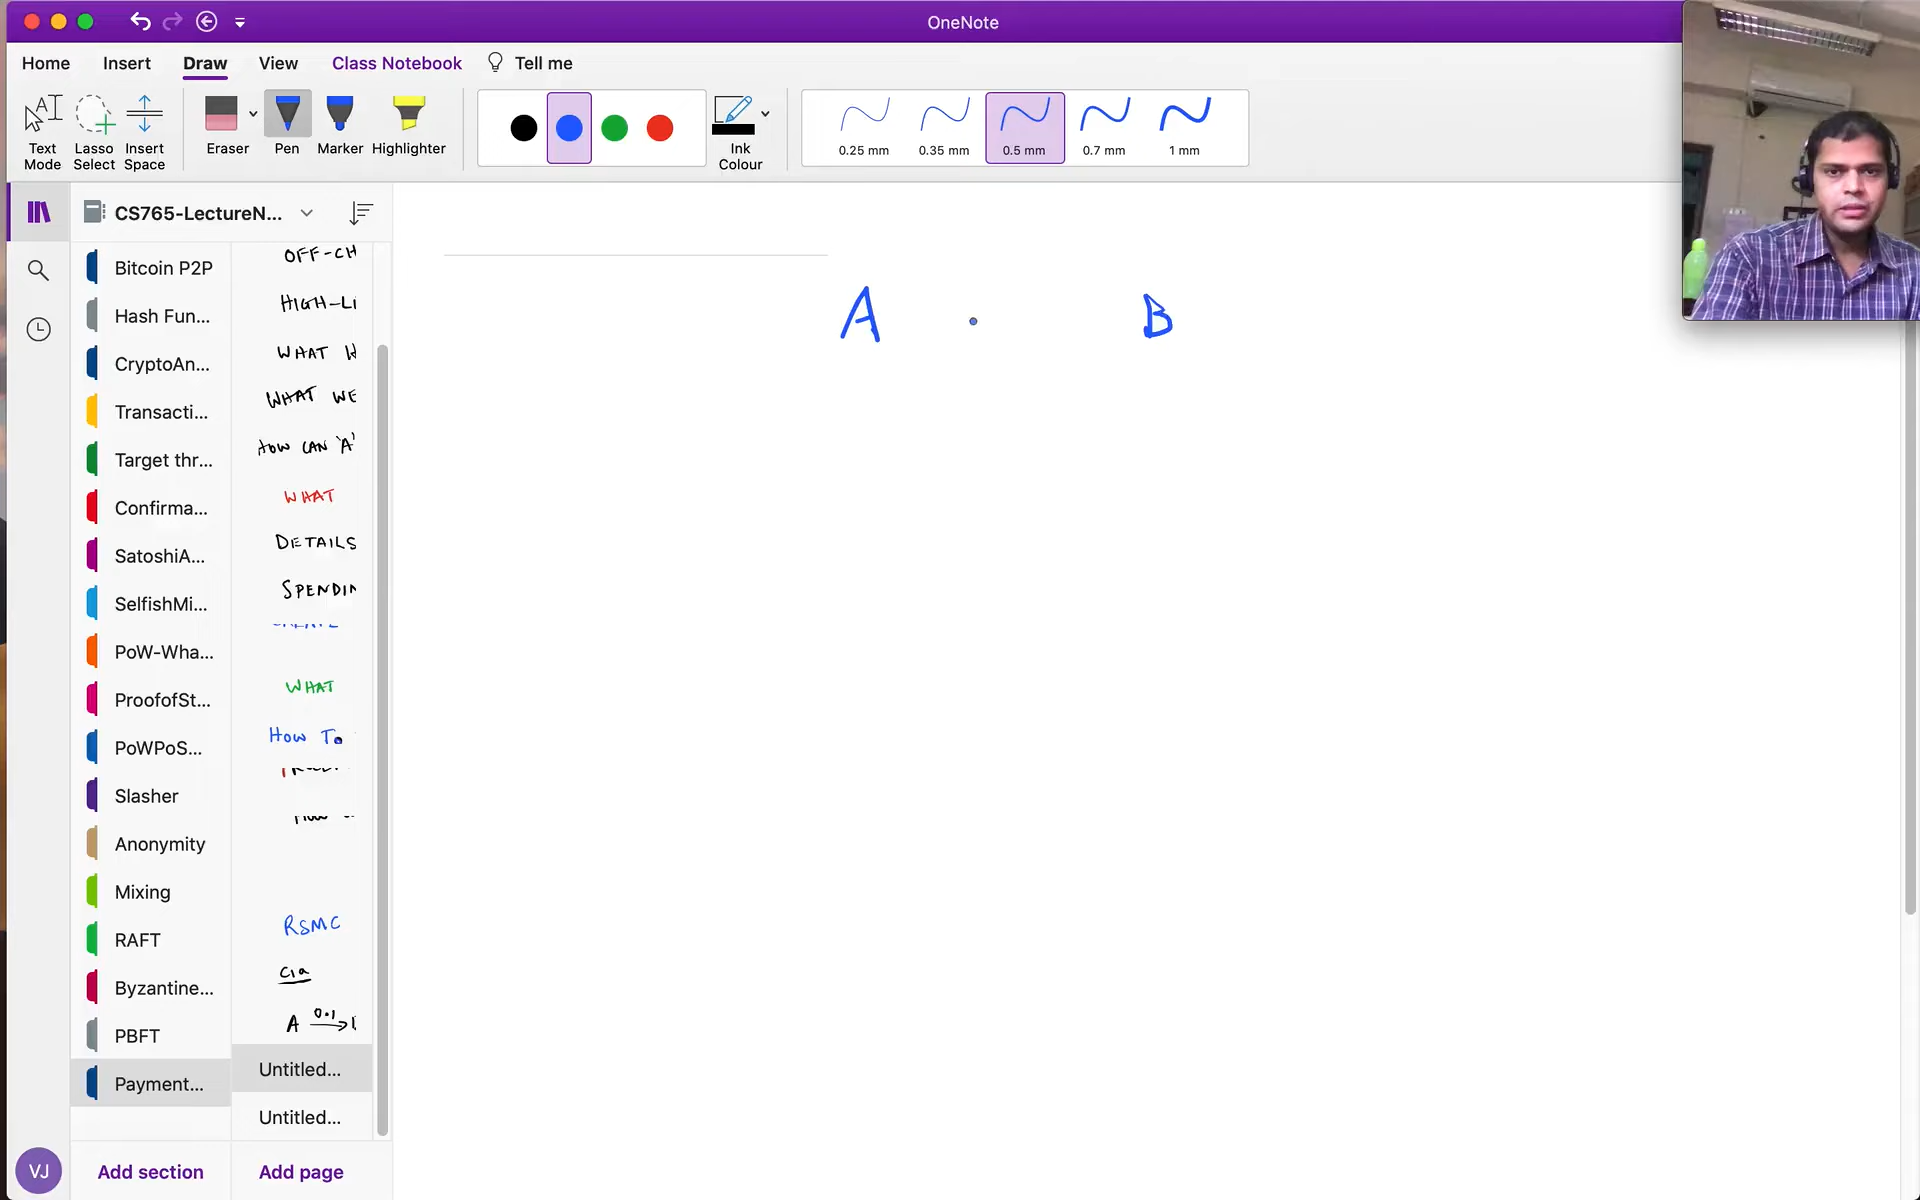 OneNote
Home Insert Draw View Class Notebook Tell me
Text Mode
Lasso Select
Insert Space
Eraser
Pen
Marker
Highlighter
Ink Colour
0.25 mm
0.35 mm
0.5 mm
0.7 mm
1 mm
CS765-LectureN...
Bitcoin P2P
Hash Fun...
CryptoAn...
Transacti...
Target thr...
Confirma...
SatoshiA...
SelfishMi...
PoW-Wha...
ProofofSt...
PoWPoS...
Slasher
Anonymity
Mixing
RAFT
Byzantine...
PBFT
Payment...
Add section
OFF-CH
HIGH-LI
WHAT H
WHAT WE
HOW CAN 'A'
WHAT
DETAILS
SPENDIN
WHAT
HOW TO
RSMC
C1a
A 0.1
Untitled...
Untitled...
Add page
A B
VJ